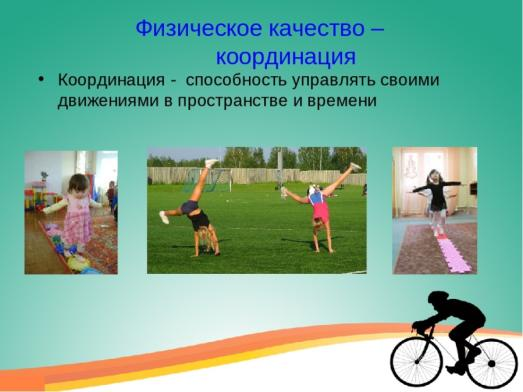 Физическое качество –
координация
• Координация -  способность управлять своими
движениями в пространстве и времени